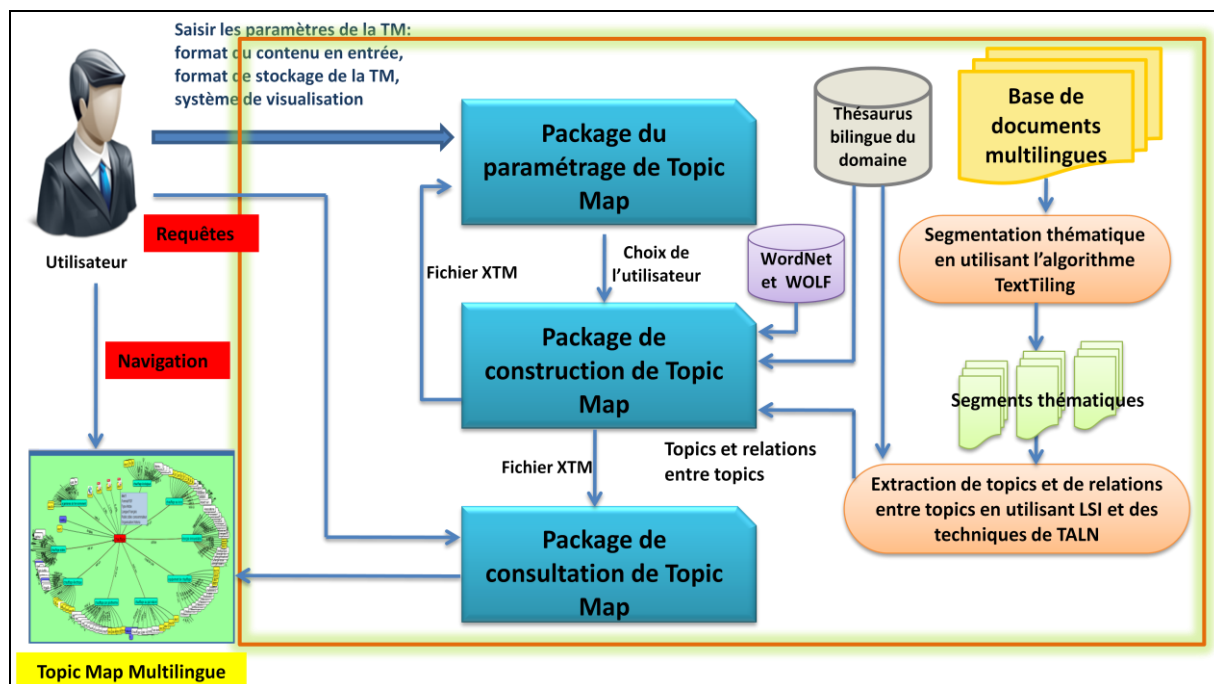 Saisir les paramètres de la TM:
format du contenu en entrée,
format de stockage de la TM,
système de visualisation
Utilisateur
Requêtes
Navigation
Package du
paramétrage de Topic
Map
Fichier XTM
Choix de
l'utilisateur
WordNet
et WOLF
Thésaurus
bilingue du
domaine
Base de
documents
multilingues
Segmentation thématique
en utilisant l'algorithme
TextTiling
Package de
construction de Topic
Map
Segments thématiques
Fichier XTM
Topics et relations
entre topics
Extraction de topics et de relations
entre topics en utilisant LSI et des
techniques de TALN
Package de
consultation de Topic
Map
Topic Map Multilingue